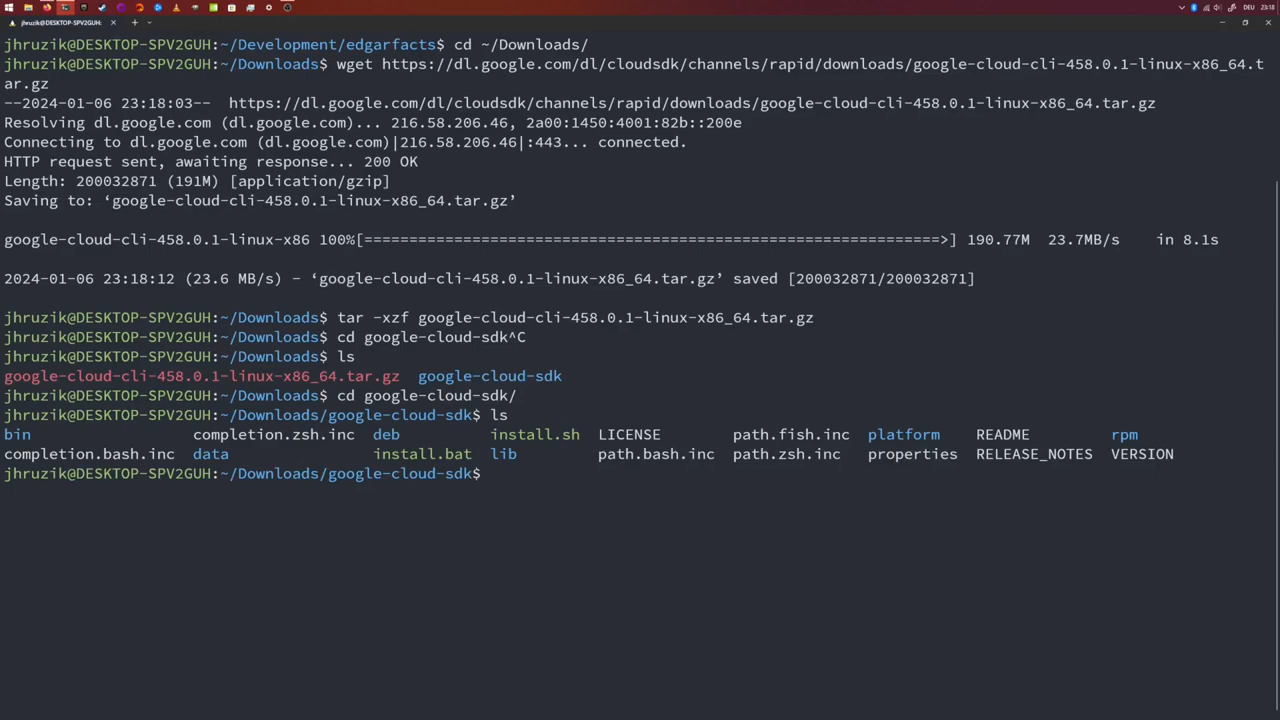 DEU 23:18
jhruzik@DESKTOP-SPV2GUH:
jhruzik@DESKTOP-SPV2GUH:~/Development/edgarfacts$ cd ~/Downloads/
jhruzik@DESKTOP-SPV2GUH:~/Downloads$ wget https://dl.google.com/dl/cloudsdk/channels/rapid/downloads/google-cloud-cli-458.0.1-linux-x86_64.t
ar.gz
--2024-01-06 23:18:03--  https://dl.google.com/dl/cloudsdk/channels/rapid/downloads/google-cloud-cli-458.0.1-linux-x86_64.tar.gz
Resolving dl.google.com (dl.google.com)... 216.58.206.46, 2a00:1450:4001:82b::200e
Connecting to dl.google.com (dl.google.com)|216.58.206.46|:443... connected.
HTTP request sent, awaiting response... 200 OK
Length: 200032871 (191M) [application/gzip]
Saving to: ‘google-cloud-cli-458.0.1-linux-x86_64.tar.gz’
google-cloud-cli-458.0.1-linux-x86 100%[================================================================>] 190.77M  23.7MB/s    in 8.1s
2024-01-06 23:18:12 (23.6 MB/s) - ‘google-cloud-cli-458.0.1-linux-x86_64.tar.gz’ saved [200032871/200032871]
jhruzik@DESKTOP-SPV2GUH:~/Downloads$ tar -xzf google-cloud-cli-458.0.1-linux-x86_64.tar.gz
jhruzik@DESKTOP-SPV2GUH:~/Downloads$ cd google-cloud-sdk^C
jhruzik@DESKTOP-SPV2GUH:~/Downloads$ ls
google-cloud-cli-458.0.1-linux-x86_64.tar.gz  google-cloud-sdk
jhruzik@DESKTOP-SPV2GUH:~/Downloads$ cd google-cloud-sdk/
jhruzik@DESKTOP-SPV2GUH:~/Downloads/google-cloud-sdk$ ls
bin                  completion.zsh.inc  deb         install.sh  LICENSE        path.fish.inc  platform    README         rpm
completion.bash.inc  data                install.bat  lib         path.bash.inc  path.zsh.inc   properties  RELEASE_NOTES  VERSION
jhruzik@DESKTOP-SPV2GUH:~/Downloads/google-cloud-sdk$